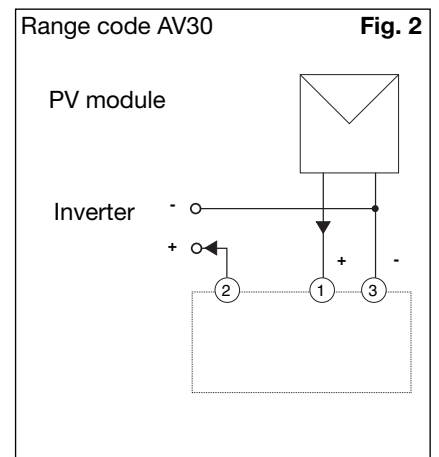 Range code AV30 Fig. 2
PV module
Inverter -
+
+ -
2 1 3